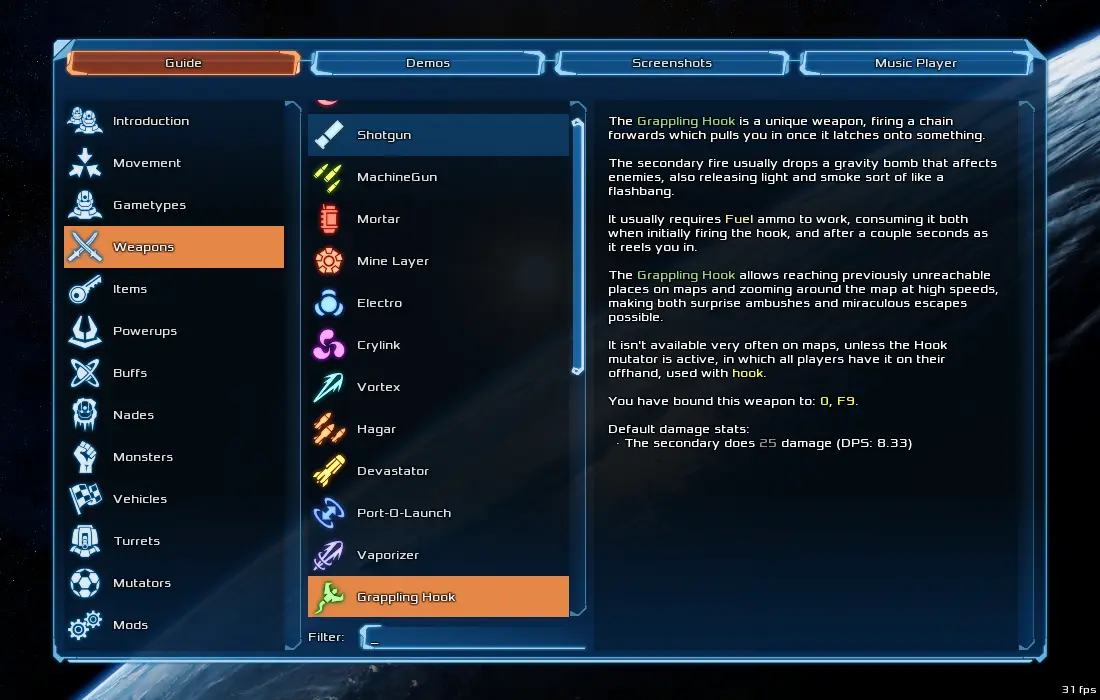 Guide
Demos
Screenshots
Music Player
Introduction
Movement
Gametypes
Weapons
Items
Powerups
Buffs
Nades
Monsters
Vehicles
Turrets
Mutators
Mods
Shotgun
MachineGun
Mortar
Mine Layer
Electro
Crylink
Vortex
Hagar
Devastator
Port-O-Launch
Vaporizer
Grappling Hook
Filter: _
The Grappling Hook is a unique weapon, firing a chain
forwards which pulls you in once it latches onto something.
The secondary fire usually drops a gravity bomb that affects
enemies, also releasing light and smoke sort of like a
flashbang.
It usually requires Fuel ammo to work, consuming it both
when initially firing the hook, and after a couple seconds as
it reels you in.
The Grappling Hook allows reaching previously unreachable
places on maps and zooming around the map at high speeds,
making both surprise ambushes and miraculous escapes
possible.
It isn't available very often on maps, unless the Hook
mutator is active, in which all players have it on their
offhand, used with hook.
You have bound this weapon to: 0, F9.
Default damage stats:
· The secondary does 25 damage (DPS: 8.33)
31 fps